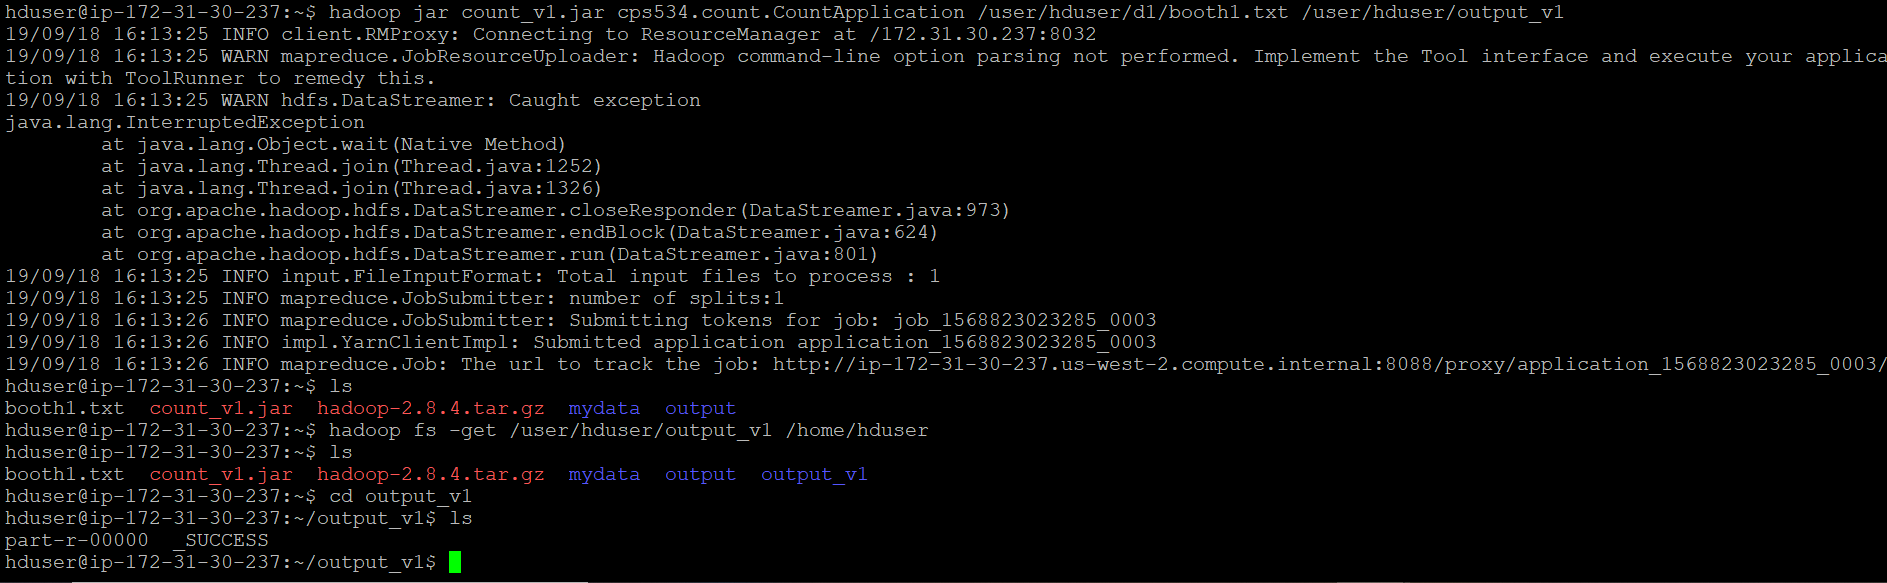 hduser@ip-172-31-30-237:~$ hadoop jar count_v1.jar cps534.count.CountApplication /user/hduser/d1/booth1.txt /user/hduser/output_v1
19/09/18 16:13:25 INFO client.RMProxy: Connecting to ResourceManager at /172.31.30.237:8032
19/09/18 16:13:25 WARN mapreduce.JobResourceUploader: Hadoop command-line option parsing not performed. Implement the Tool interface and execute your applica
tion with ToolRunner to remedy this.
19/09/18 16:13:25 WARN hdfs.DataStreamer: Caught exception
java.lang.InterruptedException
        at java.lang.Object.wait(Native Method)
        at java.lang.Thread.join(Thread.java:1252)
        at java.lang.Thread.join(Thread.java:1326)
        at org.apache.hadoop.hdfs.DataStreamer.closeResponder(DataStreamer.java:973)
        at org.apache.hadoop.hdfs.DataStreamer.endBlock(DataStreamer.java:624)
        at org.apache.hadoop.hdfs.DataStreamer.run(DataStreamer.java:801)
19/09/18 16:13:25 INFO input.FileInputFormat: Total input files to process : 1
19/09/18 16:13:25 INFO mapreduce.JobSubmitter: number of splits:1
19/09/18 16:13:26 INFO mapreduce.JobSubmitter: Submitting tokens for job: job_1568823023285_0003
19/09/18 16:13:26 INFO impl.YarnClientImpl: Submitted application application_1568823023285_0003
19/09/18 16:13:26 INFO mapreduce.Job: The url to track the job: http://ip-172-31-30-237.us-west-2.compute.internal:8088/proxy/application_1568823023285_0003/
hduser@ip-172-31-30-237:~$ ls
booth1.txt  count_v1.jar  hadoop-2.8.4.tar.gz  mydata  output
hduser@ip-172-31-30-237:~$ hadoop fs -get /user/hduser/output_v1 /home/hduser
hduser@ip-172-31-30-237:~$ ls
booth1.txt  count_v1.jar  hadoop-2.8.4.tar.gz  mydata  output  output_v1
hduser@ip-172-31-30-237:~$ cd output_v1
hduser@ip-172-31-30-237:~/output_v1$ ls
part-r-00000  _SUCCESS
hduser@ip-172-31-30-237:~/output_v1$